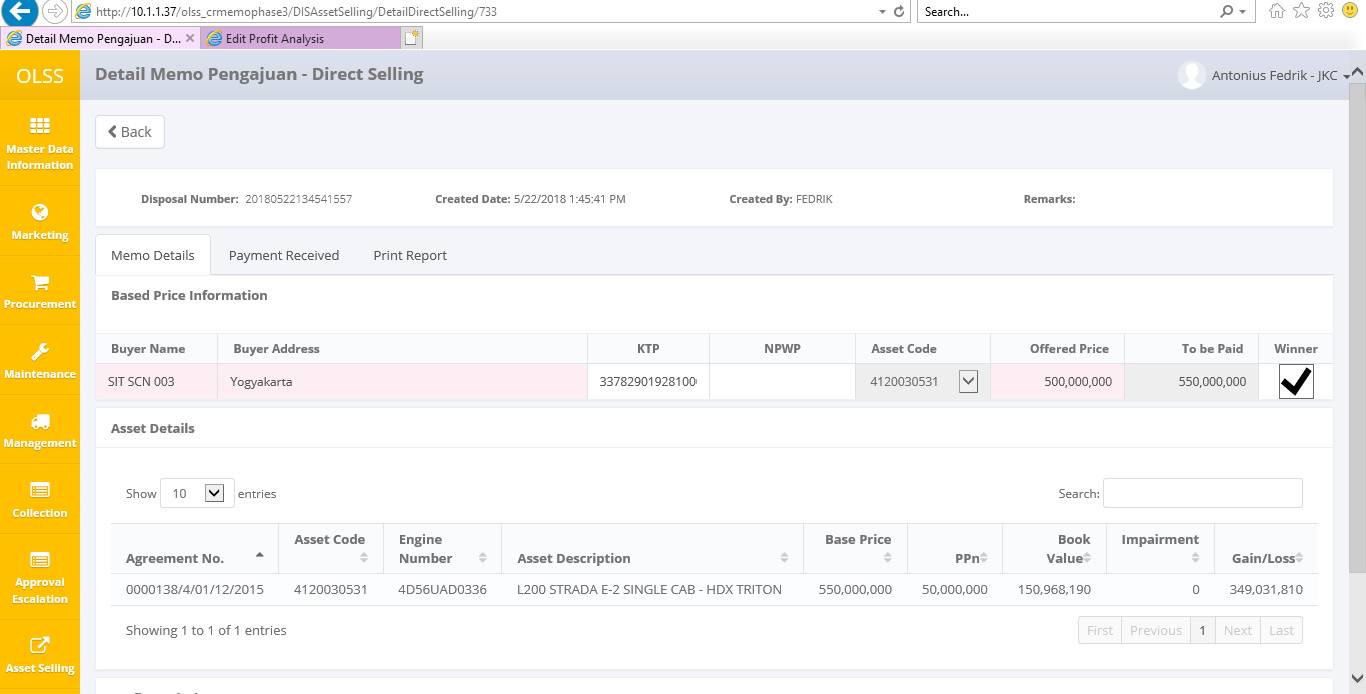 http://10.1.1.37/olss_crmemophase3/DISAssetSelling/DetailDirectSelling/733
Search...
Detail Memo Pengajuan - D...
Edit Profit Analysis
OLSS
Detail Memo Pengajuan - Direct Selling
Antonius Fedrik - JKC
Master Data
Information
Marketing
Procurement
Maintenance
Management
Collection
Approval
Escalation
Asset Selling
Back
Disposal Number: 20180522134541557
Created Date: 5/22/2018 1:45:41 PM
Created By: FEDRIK
Remarks:
Memo Details
Payment Received
Print Report
Based Price Information
Buyer Name Buyer Address KTP NPWP Asset Code Offered Price To be Paid Winner
SIT SCN 003 Yogyakarta 33782901928100 4120030531 500,000,000 550,000,000
Asset Details
Show 10 entries
Search:
Agreement No. Asset Code Engine Number Asset Description Base Price PPn Book Value Impairment Gain/Loss
0000138/4/01/12/2015 4120030531 4D56UAD0336 L200 STRADA E-2 SINGLE CAB - HDX TRITON 550,000,000 50,000,000 150,968,190 0 349,031,810
Showing 1 to 1 of 1 entries
First Previous 1 Next Last